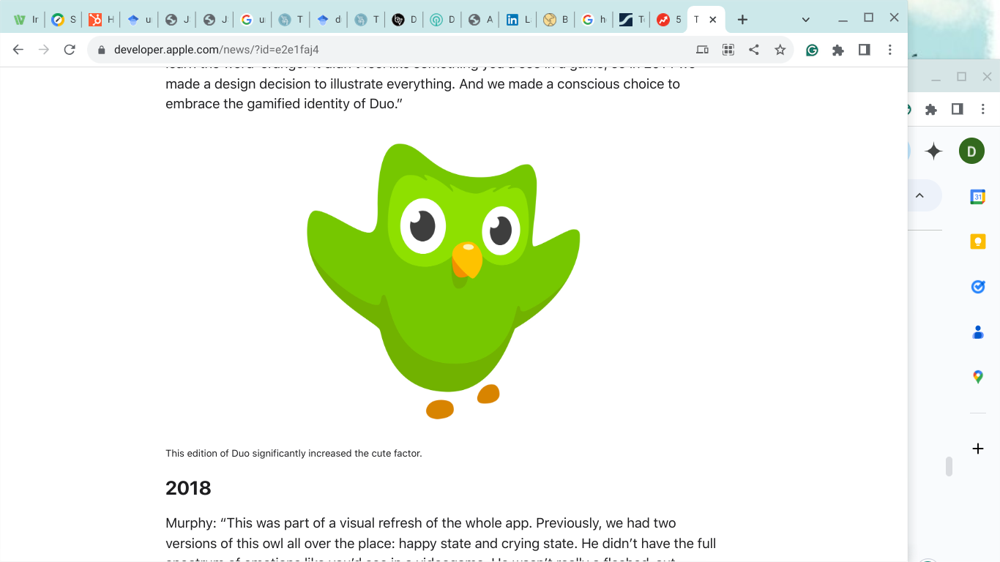 Ir
S
H
u
J
J
u
T
d
T
D
D
A
in
L
B
h
T
5
T
developer.apple.com/news/?id=e2e1faj4
made a design decision to illustrate everything. And we made a conscious choice to
embrace the gamified identity of Duo.”
This edition of Duo significantly increased the cute factor.
2018
Murphy: “This was part of a visual refresh of the whole app. Previously, we had two
versions of this owl all over the place: happy state and crying state. He didn’t have the full
D
31